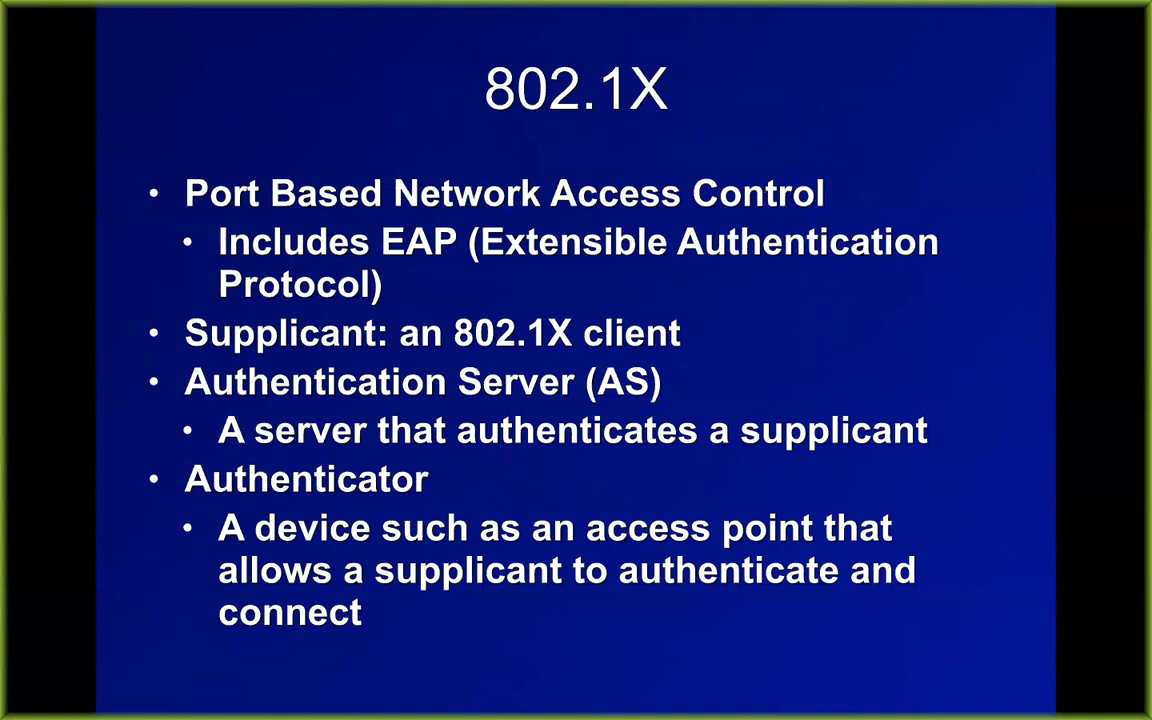 802.1X
• Port Based Network Access Control
• Includes EAP (Extensible Authentication
Protocol)
• Supplicant: an 802.1X client
• Authentication Server (AS)
• A server that authenticates a supplicant
• Authenticator
• A device such as an access point that
allows a supplicant to authenticate and
connect